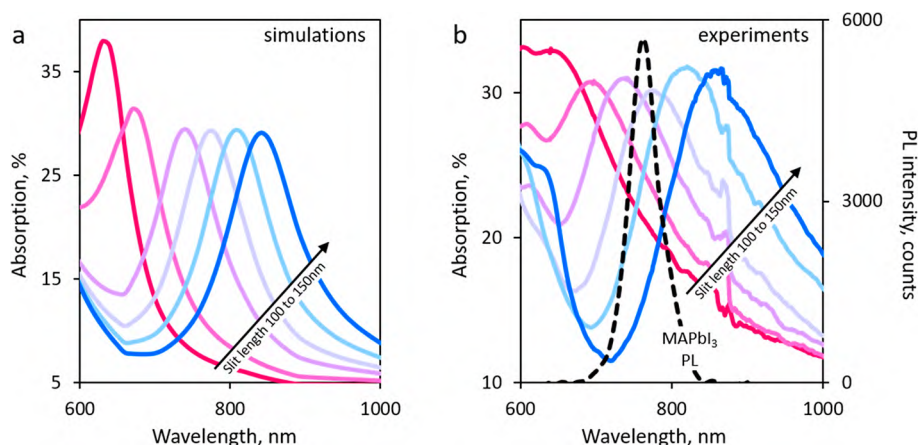 a
simulations
35
25
15
5
Absorption, %
600
800
1000
Wavelength, nm
Slit length 100 to 150nm
b
experiments
30
20
10
Absorption, %
600
700
800
900
1000
Wavelength, nm
6000
3000
0
PL intensity, counts
Slit length 100 to 150nm
MAPbI₃
PL